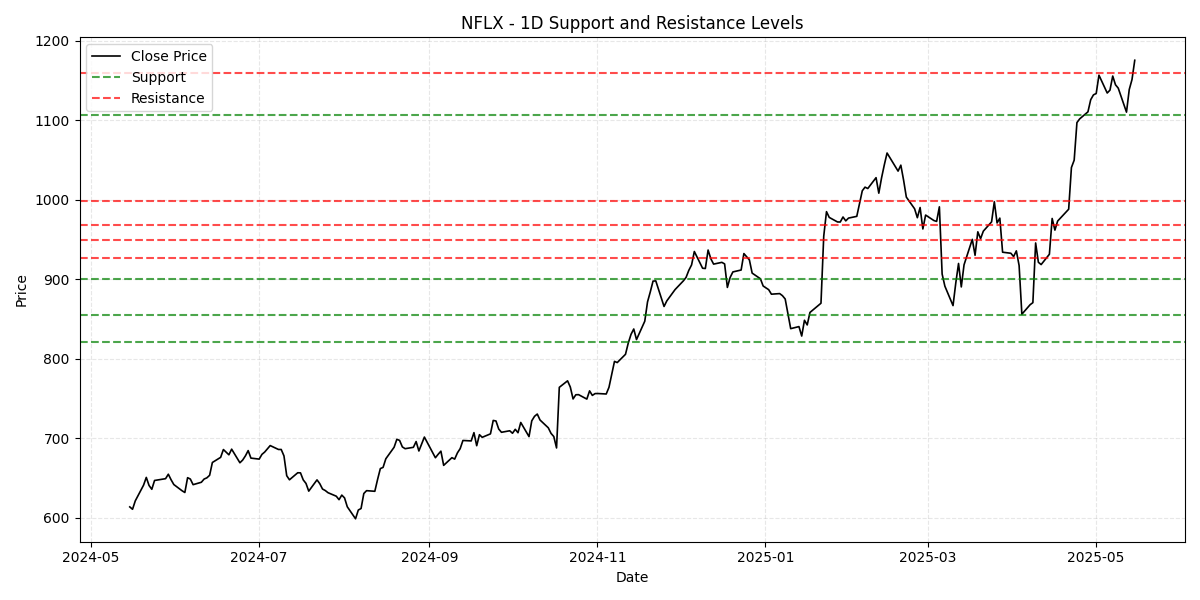 NFLX - 1D Support and Resistance Levels
Close Price
Support
Resistance
Price
1200
1100
1000
900
800
700
600
2024-05 2024-07 2024-09 2024-11 2025-01 2025-03 2025-05
Date